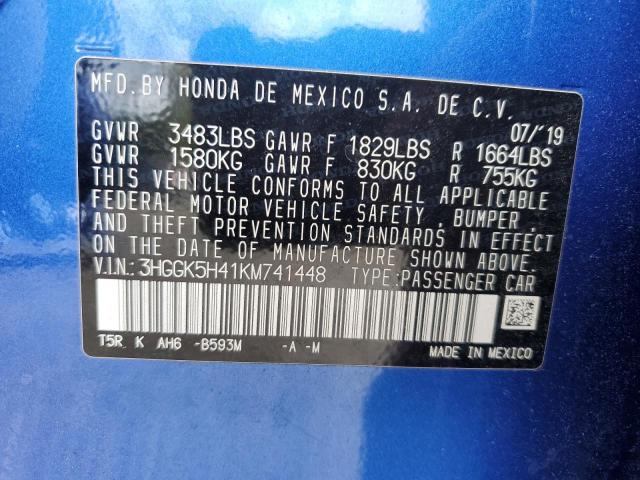 MFD. BY HONDA DE MEXICO S.A. DE C.V.
07/'19
GVWR 3483LBS GAWR F 1829LBS R 1664LBS
GVWR 1580KG GAWR F 830KG R 755KG
THIS VEHICLE CONFORMS TO ALL APPLICABLE
FEDERAL MOTOR VEHICLE SAFETY, BUMPER,
AND THEFT PREVENTION STANDARDS IN EFFECT
ON THE DATE OF MANUFACTURE SHOWN ABOVE.
V.I.N.: 3HGGK5H41KM741448 TYPE: PASSENGER CAR
T5R K AH6 -B593M -A -M
MADE IN MEXICO